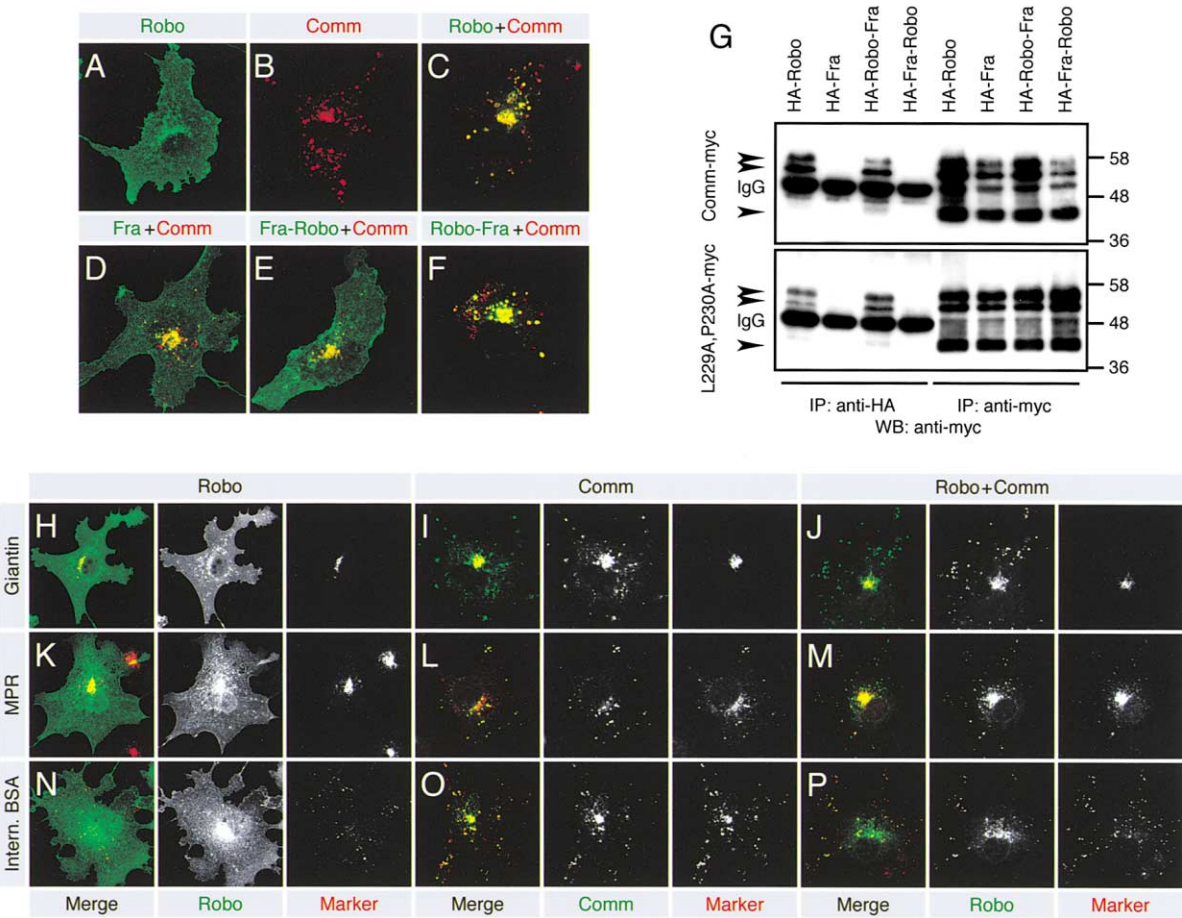 Robo Comm Robo+Comm
A B C
Fra+Comm Fra-Robo+Comm Robo-Fra+Comm
D E F
G
HA-Robo HA-Fra HA-Robo-Fra HA-Fra-Robo HA-Robo HA-Fra HA-Robo-Fra HA-Fra-Robo
Comm-myc
IgG
58
48
36
L229A,P230A-myc
IgG
58
48
36
IP: anti-HA IP: anti-myc
WB: anti-myc
Robo Comm Robo+Comm
Giantin
H I J
MPR
K L M
Intern. BSA
N O P
Merge Robo Marker Merge Comm Marker Merge Robo Marker